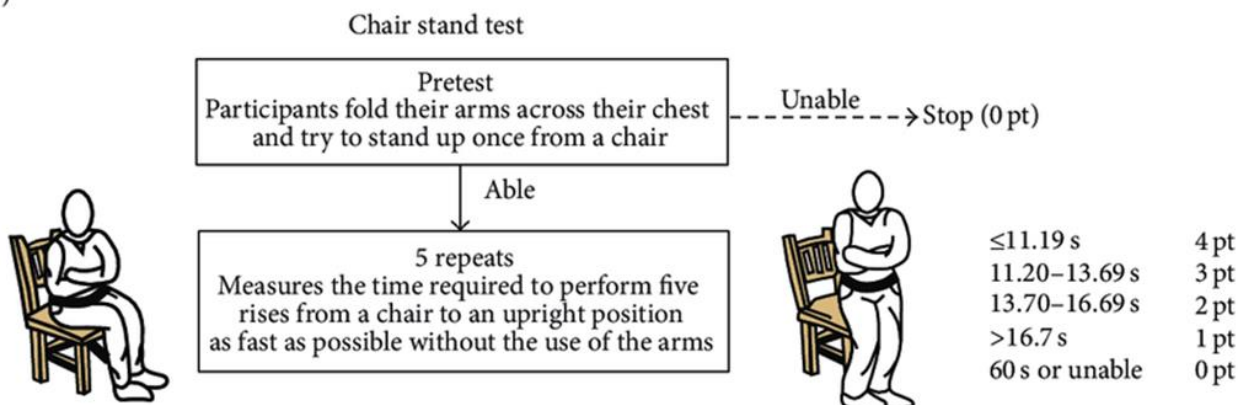 Chair stand test
Pretest
Participants fold their arms across their chest
and try to stand up once from a chair
Unable
Stop (0 pt)
Able
5 repeats
Measures the time required to perform five
rises from a chair to an upright position
as fast as possible without the use of the arms
≤11.19 s 4 pt
11.20–13.69 s 3 pt
13.70–16.69 s 2 pt
>16.7 s 1 pt
60 s or unable 0 pt